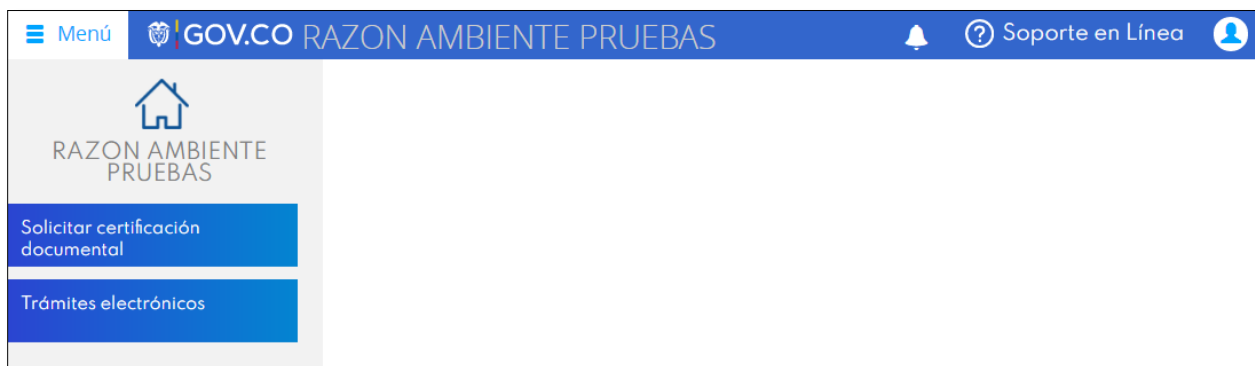 Menú
GOV.CO RAZON AMBIENTE PRUEBAS
Soporte en Línea
RAZON AMBIENTE
PRUEBAS
Solicitar certificación
documental
Trámites electrónicos